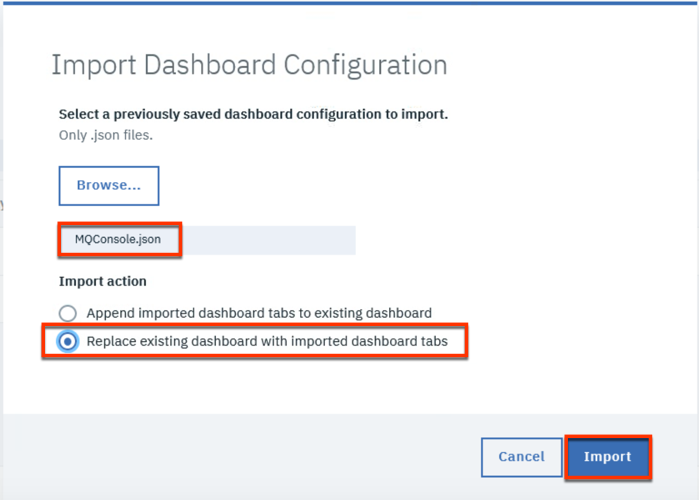 Import Dashboard Configuration
Select a previously saved dashboard configuration to import.
Only .json files.
Browse...
MQConsole.json
Import action
Append imported dashboard tabs to existing dashboard
Replace existing dashboard with imported dashboard tabs
Cancel
Import